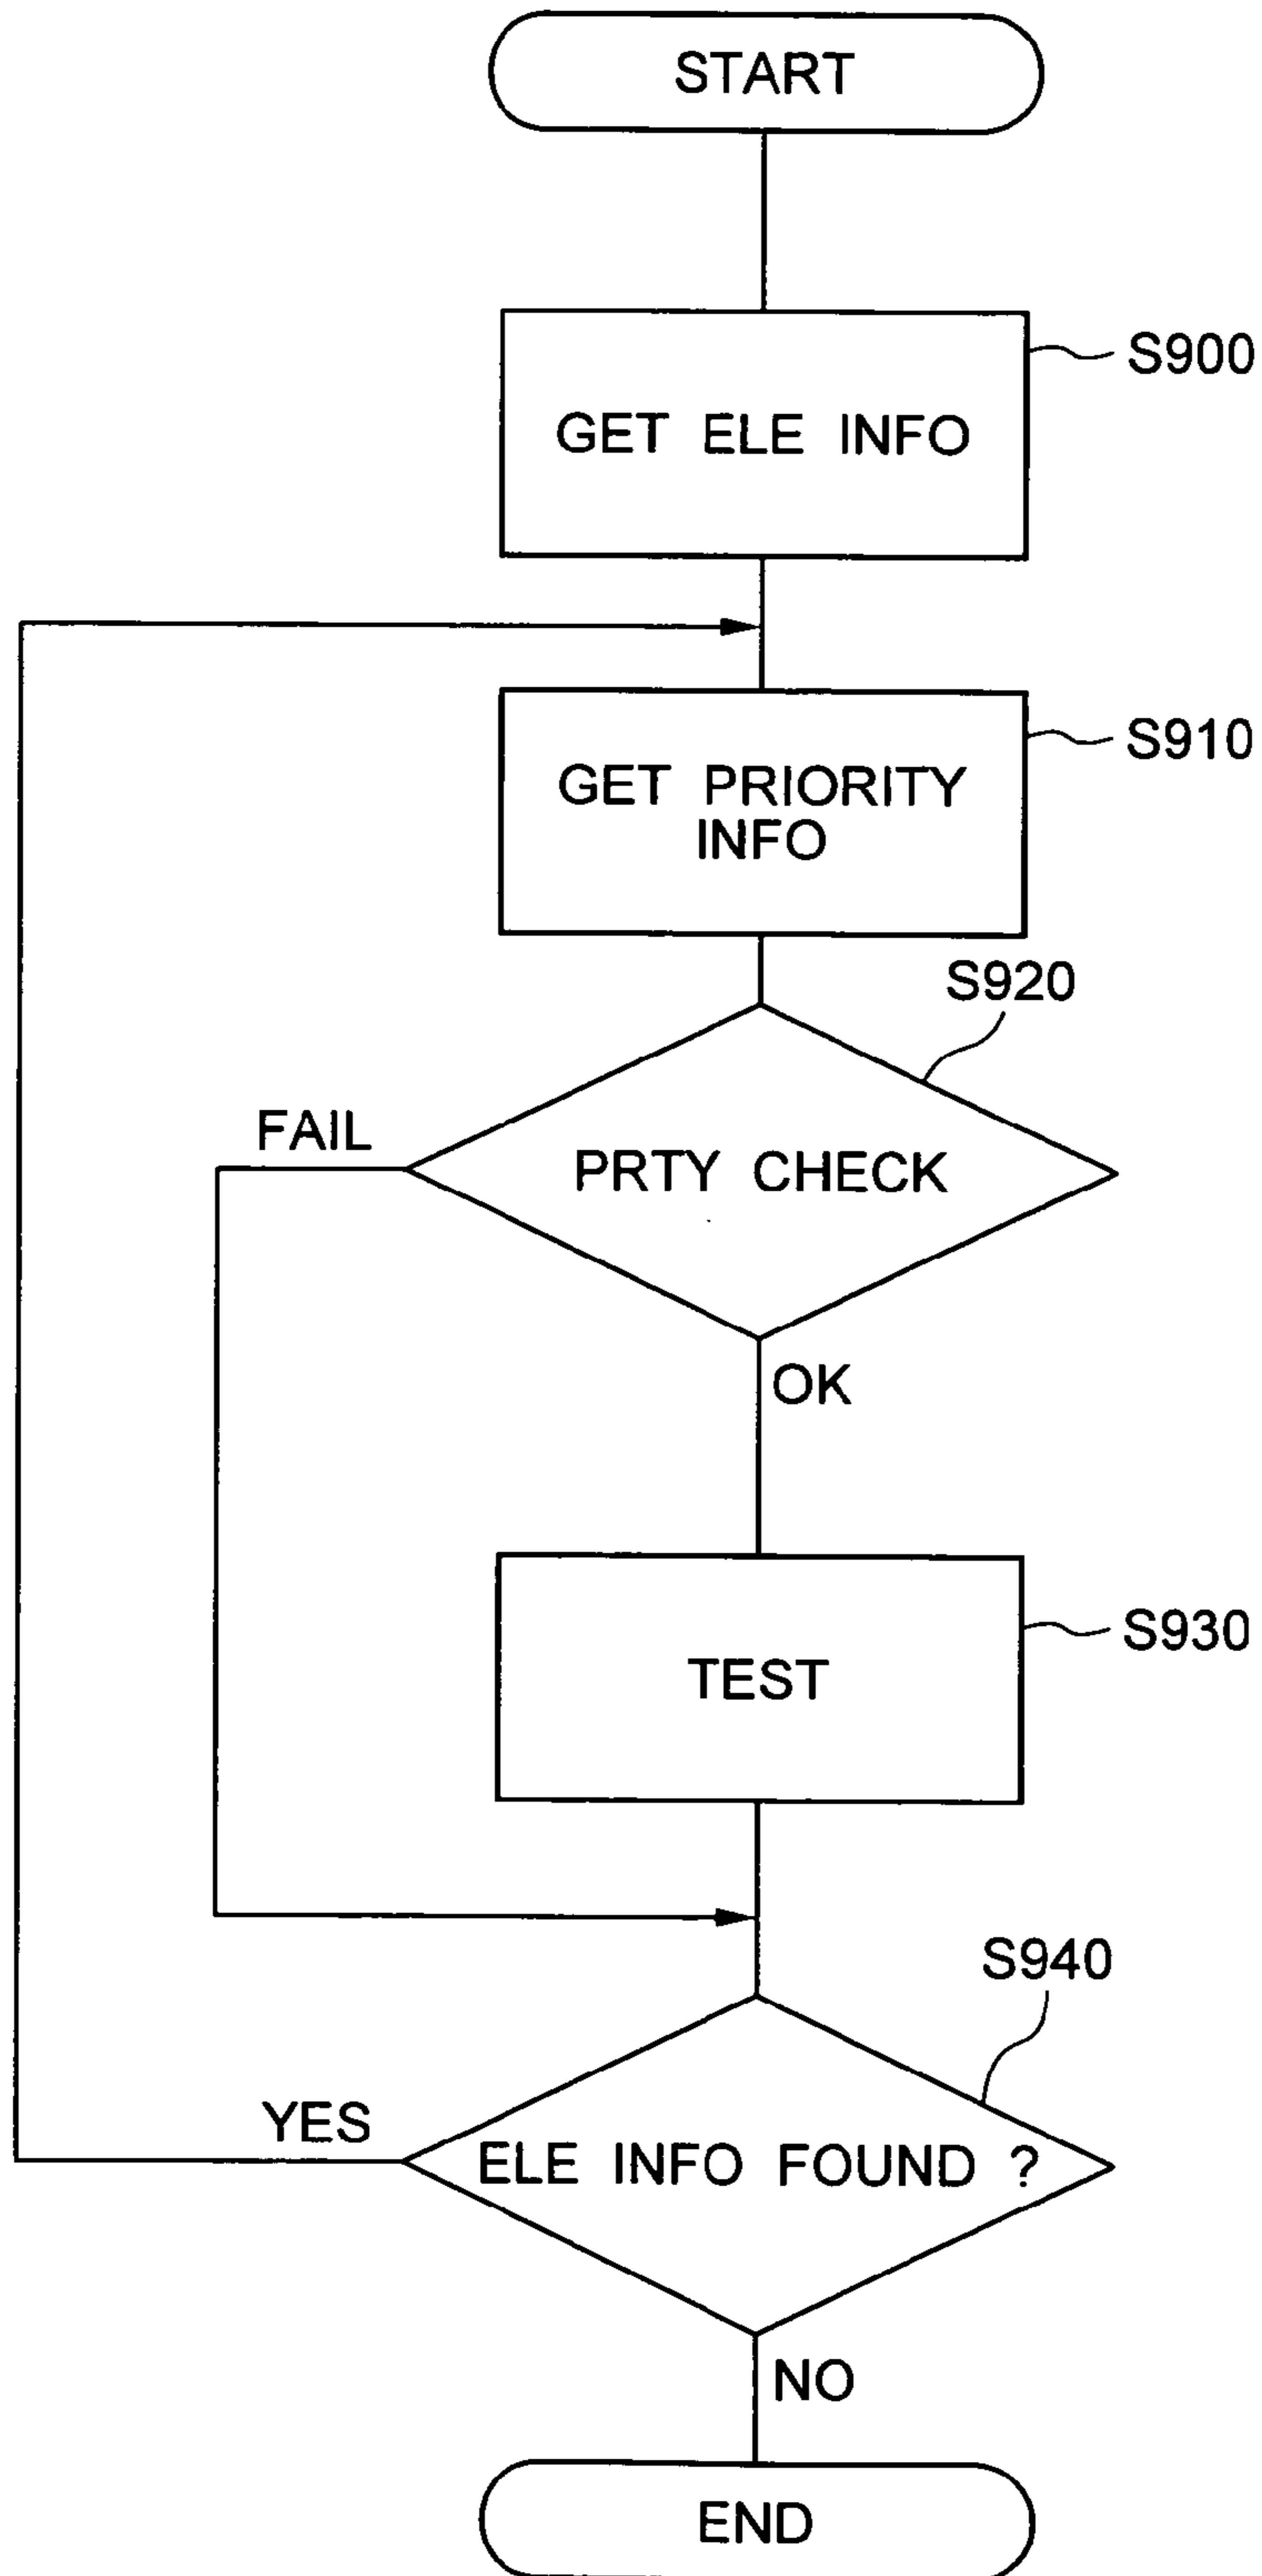 START
S900
GET ELE INFO
S910
GET PRIORITY
INFO
S920
FAIL
PRTY CHECK
OK
S930
TEST
S940
YES
ELE INFO FOUND ?
NO
END